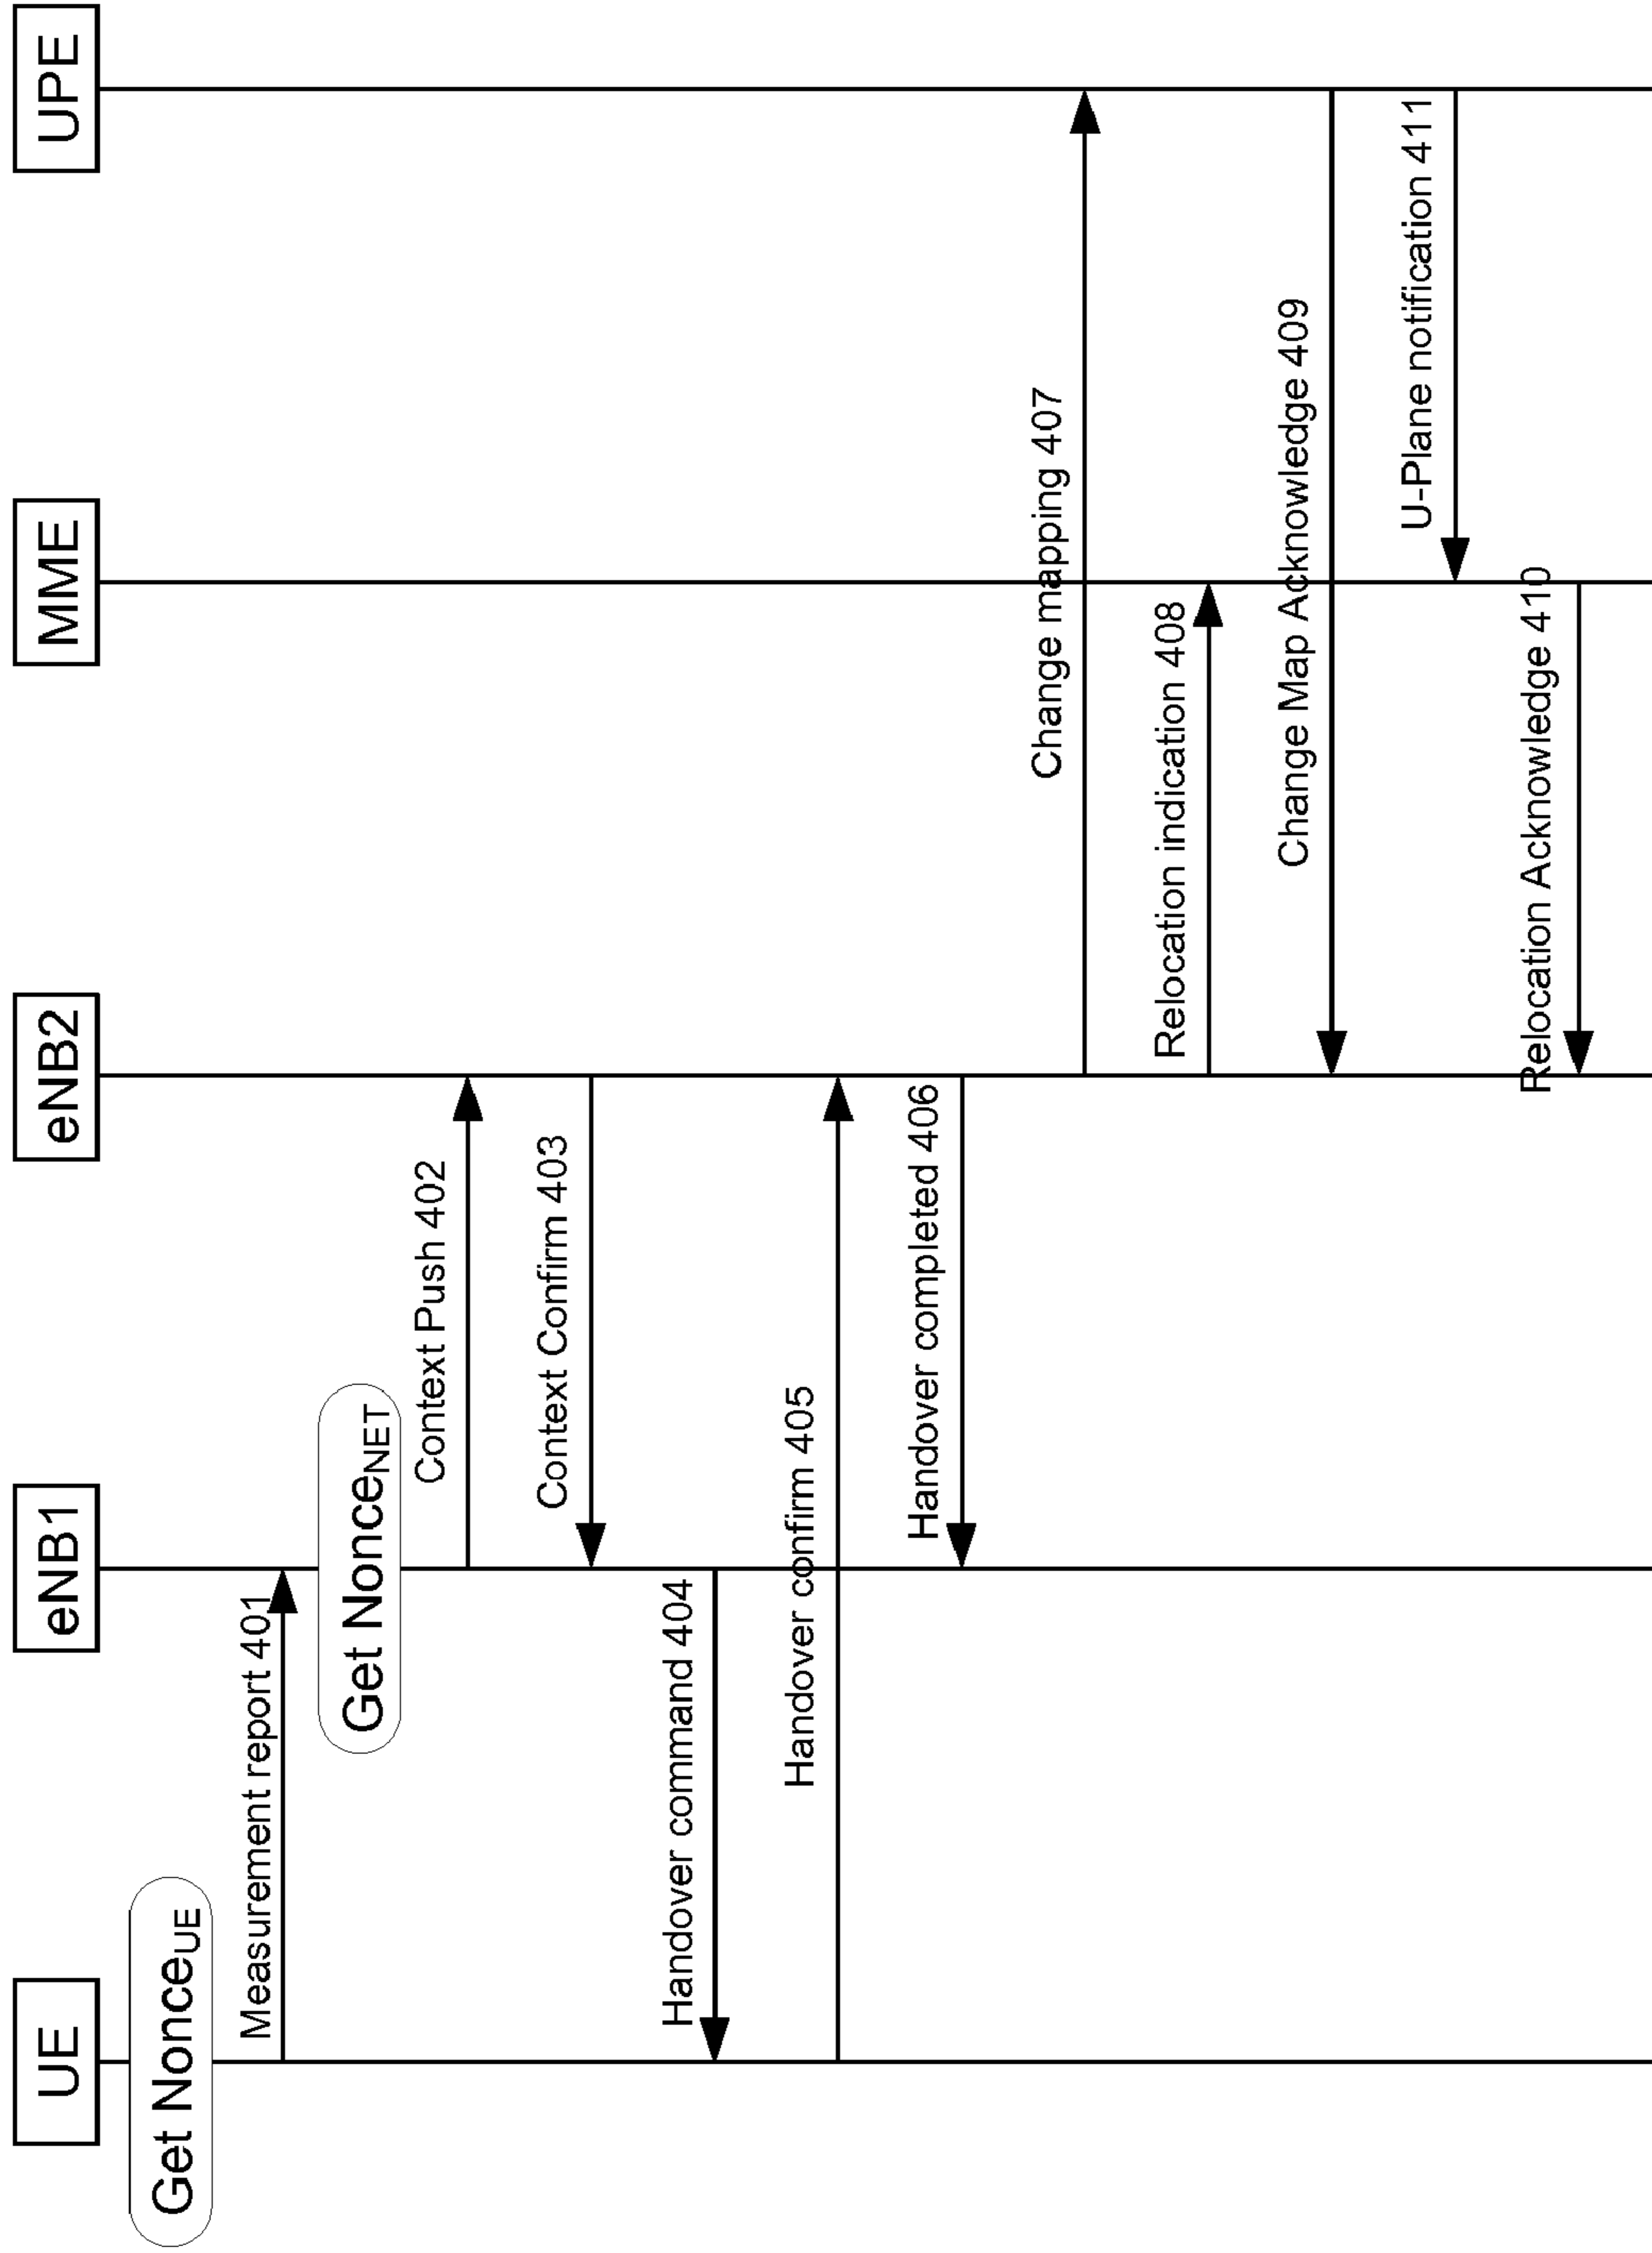 UE
eNB1
eNB2
MME
UPE
Get NonceUE
Measurement report 401
Get NonceNET
Context Push 402
Context Confirm 403
Handover command 404
Handover confirm 405
Handover completed 406
Change mapping 407
Relocation indication 408
Change Map Acknowledge 409
U-Plane notification 411
Relocation Acknowledge 410